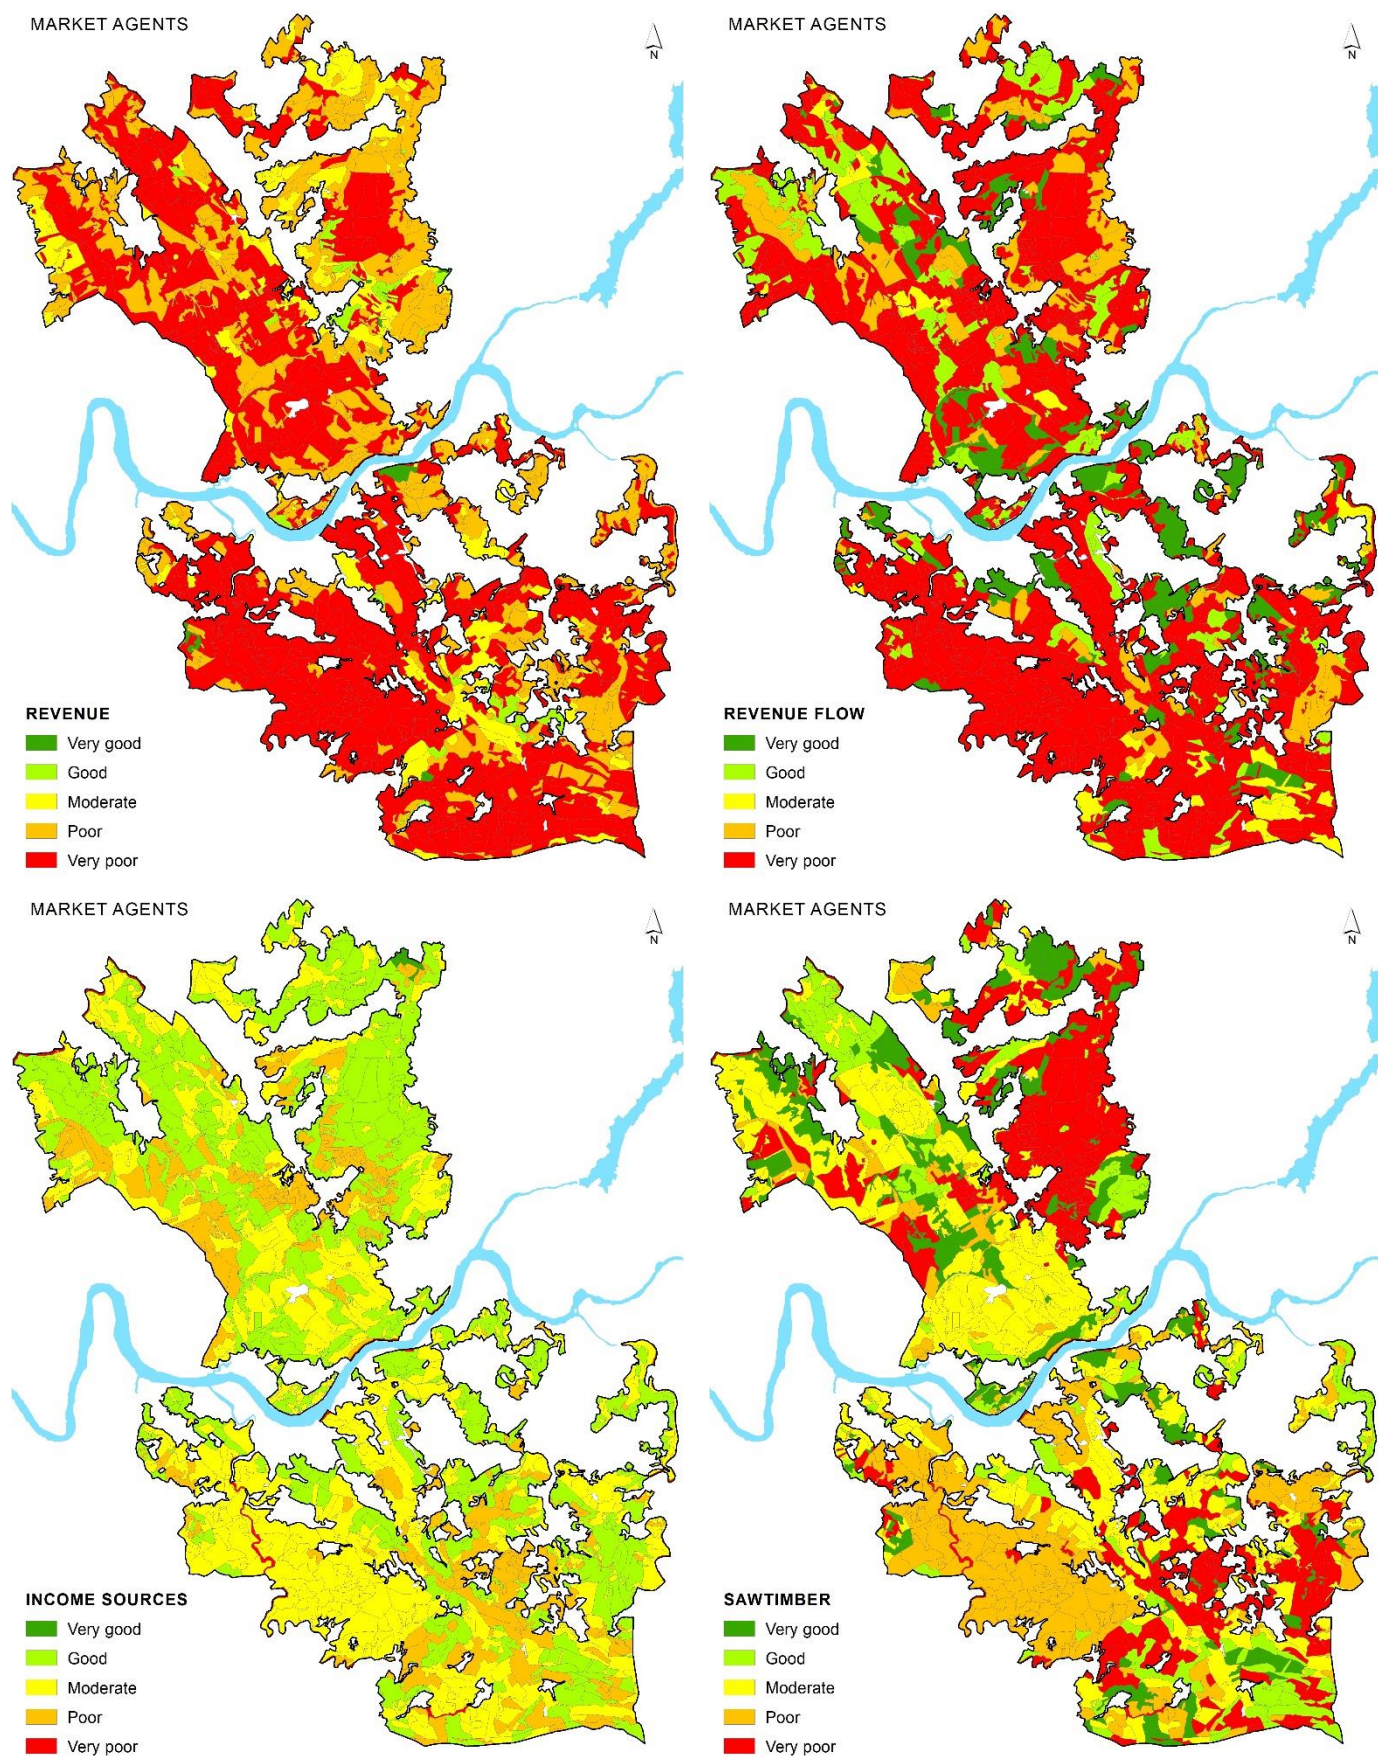 MARKET AGENTS
N
REVENUE
Very good
Good
Moderate
Poor
Very poor
MARKET AGENTS
N
REVENUE FLOW
Very good
Good
Moderate
Poor
Very poor
MARKET AGENTS
N
INCOME SOURCES
Very good
Good
Moderate
Poor
Very poor
MARKET AGENTS
N
SAWTIMBER
Very good
Good
Moderate
Poor
Very poor